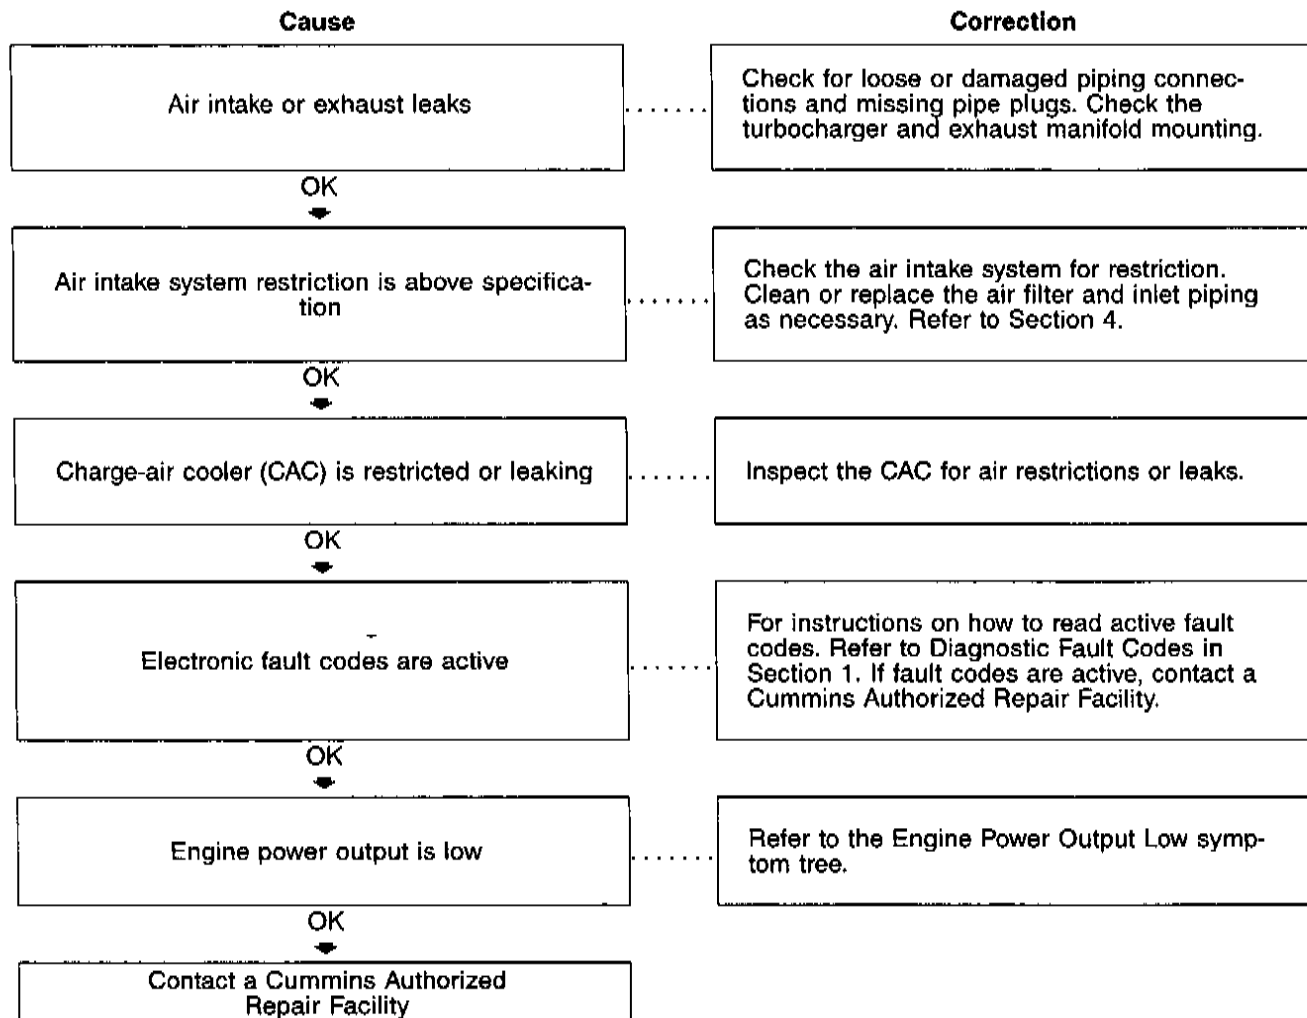 Cause
Correction
Air intake or exhaust leaks
Check for loose or damaged piping connec-
tions and missing pipe plugs. Check the
turbocharger and exhaust manifold mounting.
OK
Air intake system restriction is above specifica-
tion
Check the air intake system for restriction.
Clean or replace the air filter and inlet piping
as necessary. Refer to Section 4.
OK
Charge-air cooler (CAC) is restricted or leaking
Inspect the CAC for air restrictions or leaks.
OK
Electronic fault codes are active
For instructions on how to read active fault
codes. Refer to Diagnostic Fault Codes in
Section 1. If fault codes are active, contact a
Cummins Authorized Repair Facility.
OK
Engine power output is low
Refer to the Engine Power Output Low symp-
tom tree.
OK
Contact a Cummins Authorized
Repair Facility